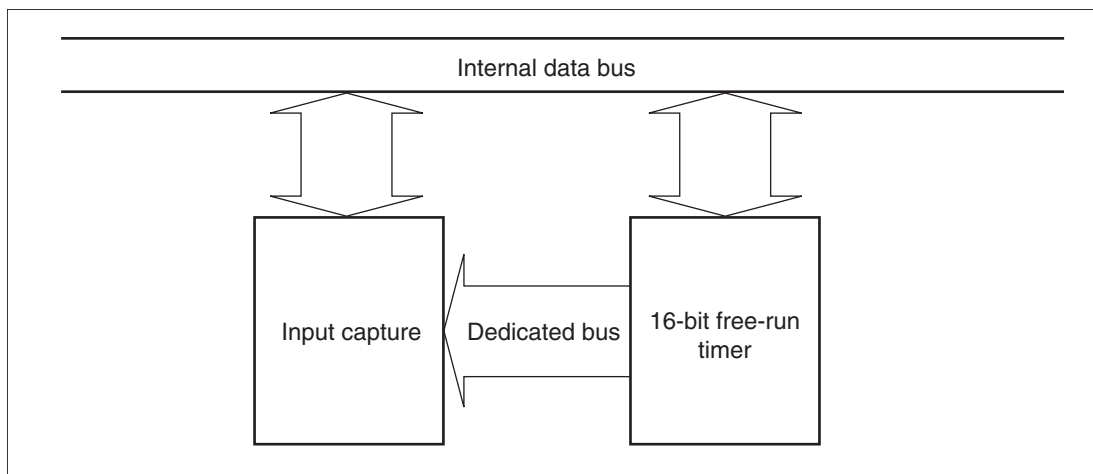 Internal data bus
Input capture
Dedicated bus
16-bit free-run
timer